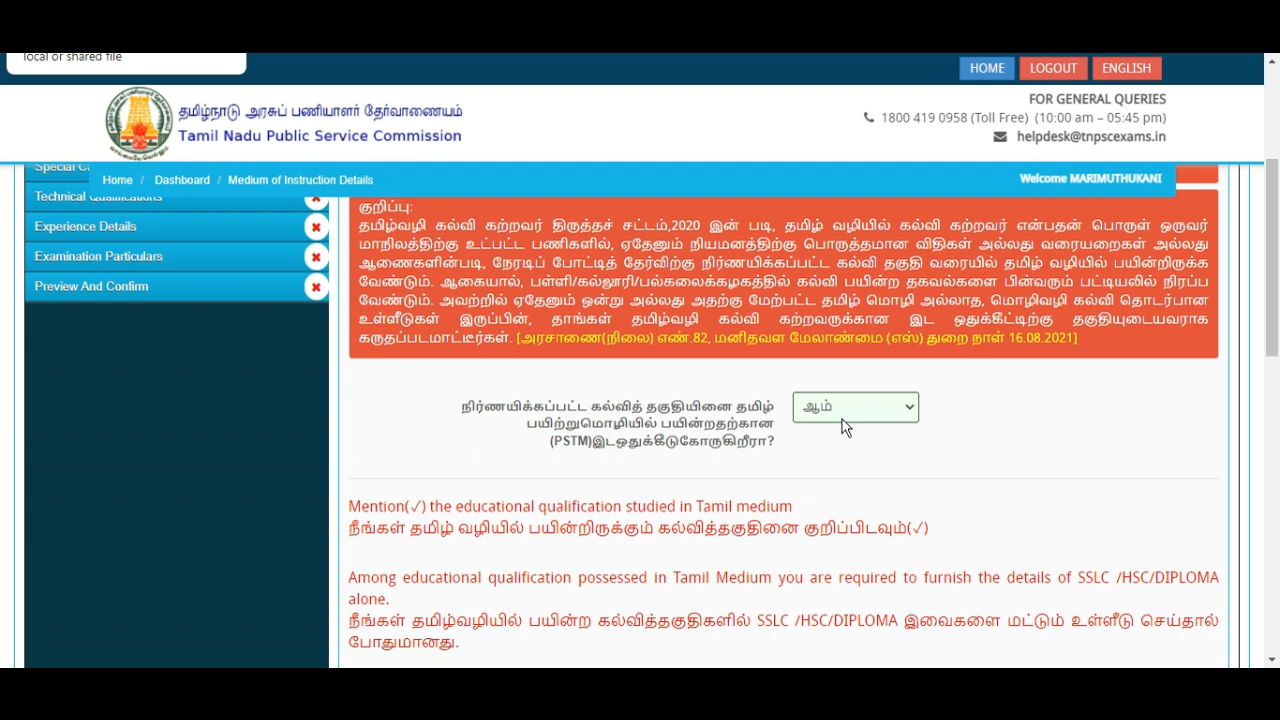 local or shared file
HOME LOGOUT ENGLISH
தமிழ்நாடு அரசுப் பணியாளர் தேர்வாணையம்
Tamil Nadu Public Service Commission
FOR GENERAL QUERIES
1800 419 0958 (Toll Free) (10:00 am – 05:45 pm)
helpdesk@tnpscexams.in
Home / Dashboard / Medium of Instruction Details
Welcome MARIMUTHUKANI
Special
Technical Qualifications
Experience Details
Examination Particulars
Preview And Confirm
குறிப்பு:
தமிழ்வழி கல்வி கற்றவர் திருத்தச் சட்டம்,2020 இன் படி, தமிழ் வழியில் கல்வி கற்றவர் என்பதன் பொருள் ஒருவர்
மாநிலத்திற்கு உட்பட்ட பணிகளில், ஏதேனும் நியமனத்திற்கு பொருத்தமான விதிகள் அல்லது வரையறைகள் அல்லது
ஆணைகளின்படி, நேரடிப் போட்டித் தேர்விற்கு நிர்ணயிக்கப்பட்ட கல்வி தகுதி வரையில் தமிழ் வழியில் பயின்றிருக்க
வேண்டும். ஆகையால், பள்ளி/கல்லூரி/பல்கலைக்கழகத்தில் கல்வி பயின்ற தகவல்களை பின்வரும் பட்டியலில் நிரப்ப
வேண்டும். அவற்றில் ஏதேனும் ஒன்று அல்லது அதற்கு மேற்பட்ட தமிழ் மொழி அல்லாத, மொழிவழி கல்வி தொடர்பான
உள்ளீடுகள் இருப்பின், தாங்கள் தமிழ்வழி கல்வி கற்றவருக்கான இட ஒதுக்கீட்டிற்கு தகுதியுடையவராக
கருதப்படமாட்டீர்கள். [அரசாணை(நிலை) எண்.82, மனிதவள மேலாண்மை (எஸ்) துறை நாள் 16.08.2021]
நிர்ணயிக்கப்பட்ட கல்வித் தகுதியினை தமிழ்
பயிற்றுமொழியில் பயின்றதற்கான
(PSTM)இடஒதுக்கீடுகோருகிறீரா?
ஆம்
Mention(✓) the educational qualification studied in Tamil medium
நீங்கள் தமிழ் வழியில் பயின்றிருக்கும் கல்வித்தகுதினை குறிப்பிடவும்(✓)
Among educational qualification possessed in Tamil Medium you are required to furnish the details of SSLC /HSC/DIPLOMA
alone.
நீங்கள் தமிழ்வழியில் பயின்ற கல்வித்தகுதிகளில் SSLC /HSC/DIPLOMA இவைகளை மட்டும் உள்ளீடு செய்தால்
போதுமானது.